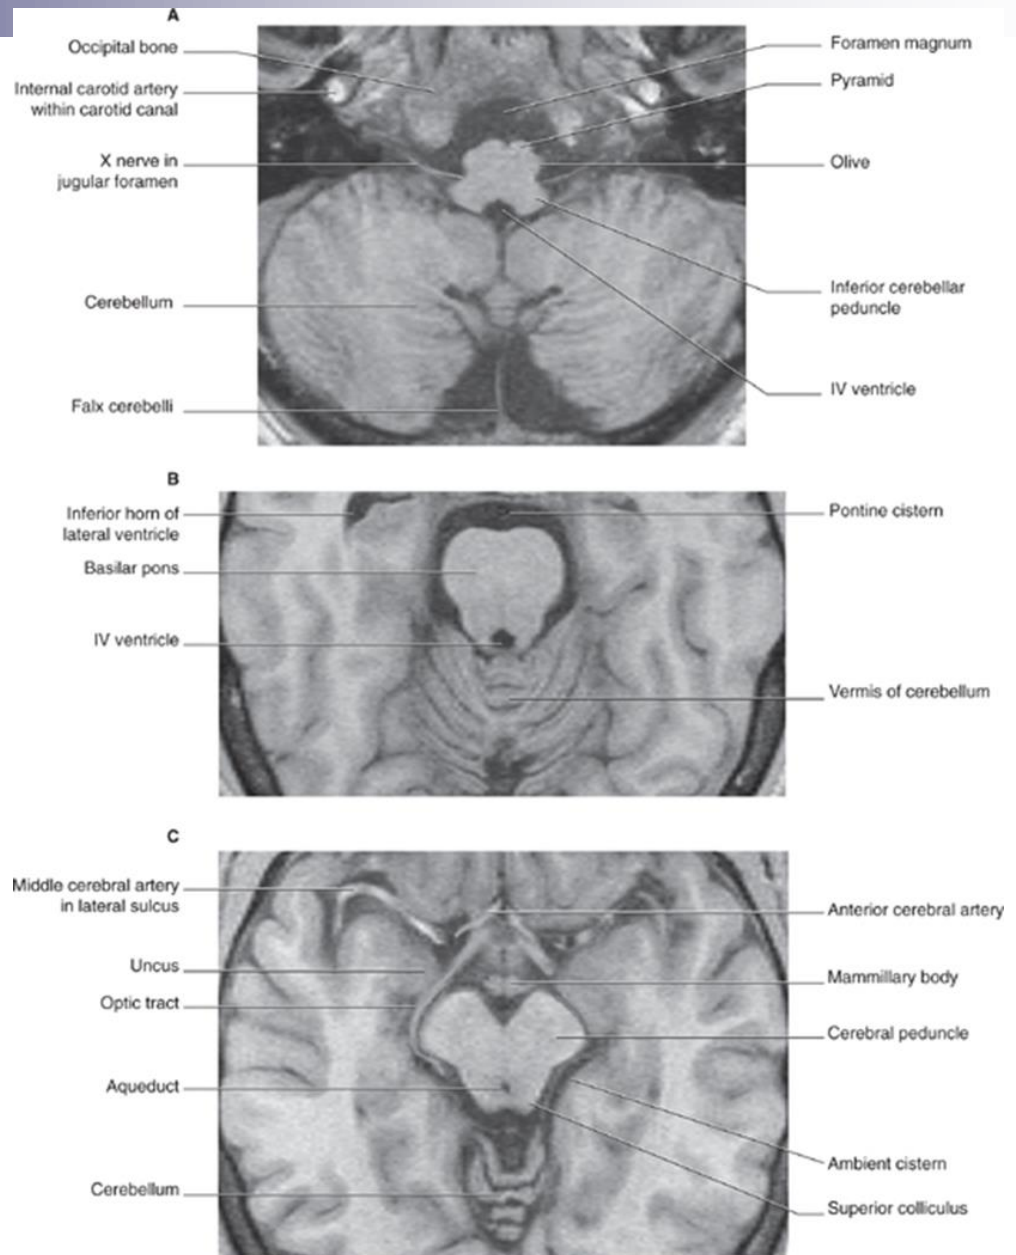 A
Occipital bone
Internal carotid artery
within carotid canal
X nerve in
jugular foramen
Cerebellum
Falx cerebelli
Foramen magnum
Pyramid
Olive
Inferior cerebellar
peduncle
IV ventricle
B
Inferior horn of
lateral ventricle
Basilar pons
IV ventricle
Pontine cistern
Vermis of cerebellum
C
Middle cerebral artery
in lateral sulcus
Uncus
Optic tract
Aqueduct
Cerebellum
Anterior cerebral artery
Mammillary body
Cerebral peduncle
Ambient cistern
Superior colliculus